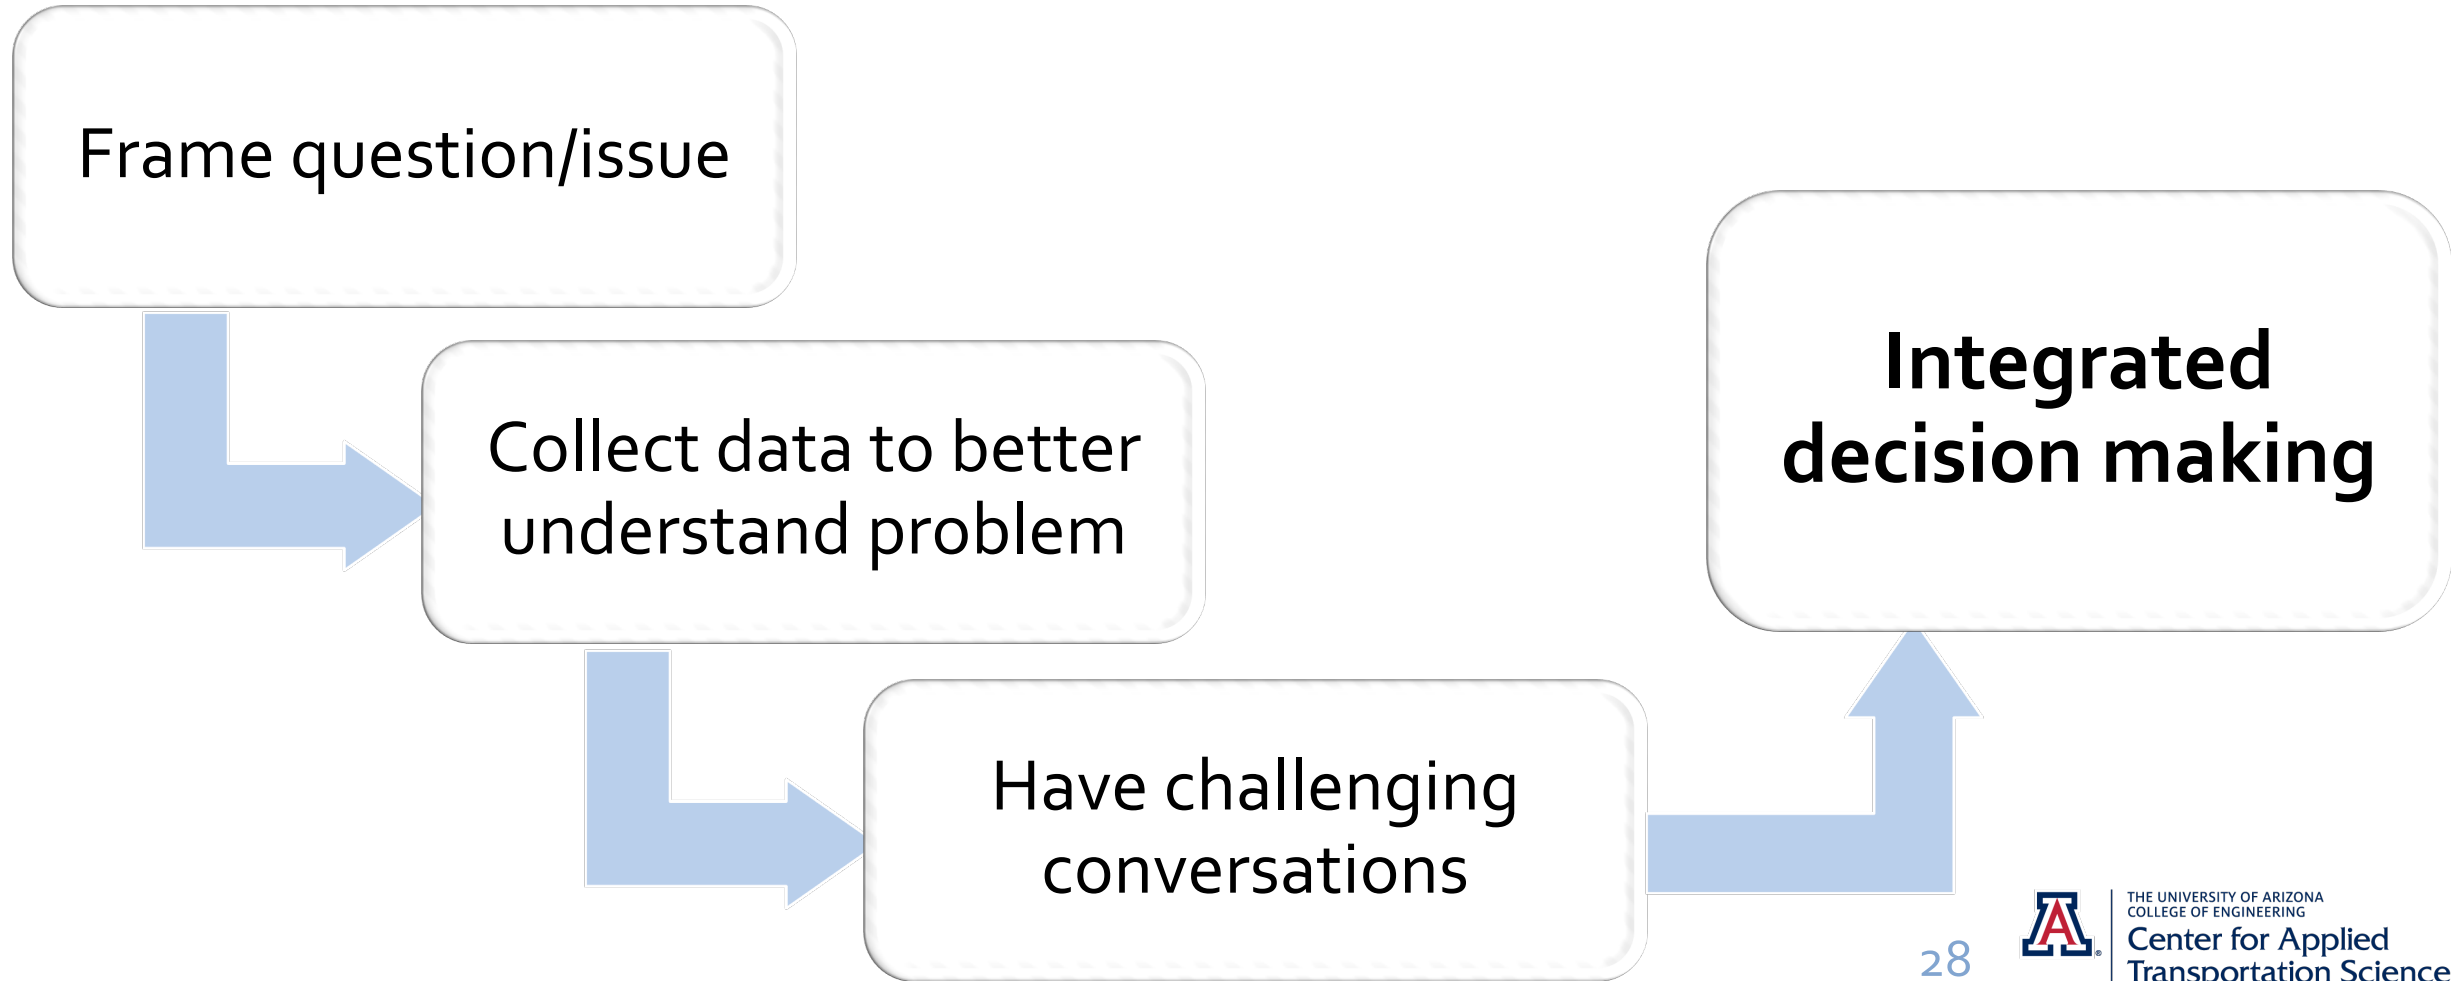 Frame question/issue
Collect data to better
understand problem
Have challenging
conversations
Integrated
decision making
28
A
THE UNIVERSITY OF ARIZONA
COLLEGE OF ENGINEERING
Center for Applied
Transportation Science